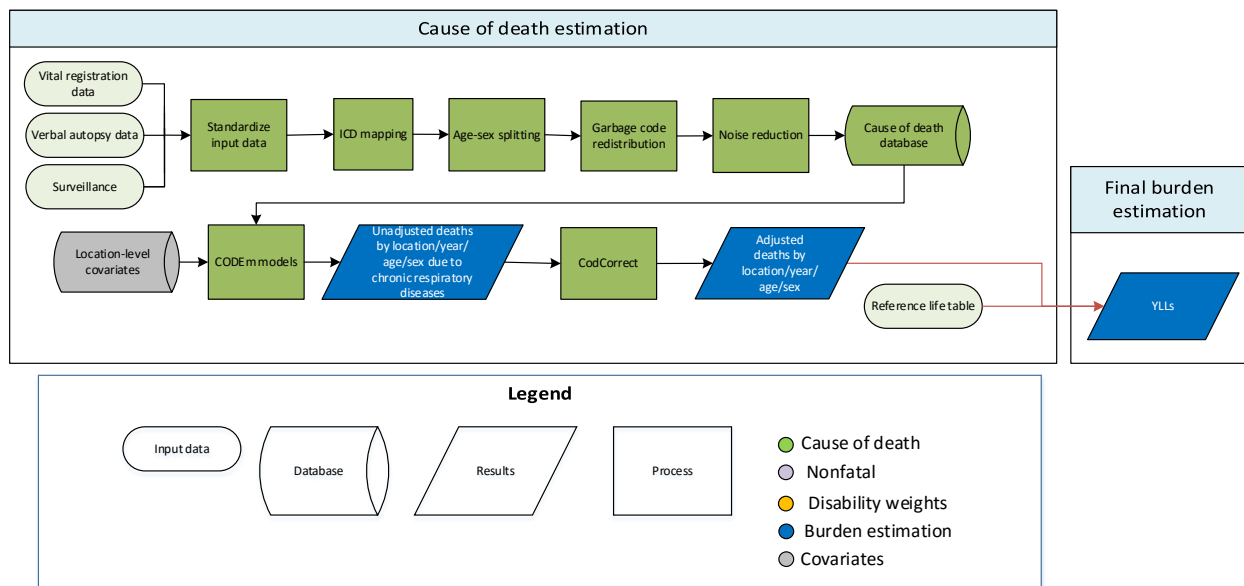 Cause of death estimation
Vital registration
data
Verbal autopsy data
Surveillance
Standardize
input data
ICD mapping
Age-sex splitting
Garbage code
redistribution
Noise reduction
Cause of death
database
Location-level
covariates
CODEm models
Unadjusted deaths
by location/year/
age/sex due to
chronic respiratory
diseases
CodCorrect
Adjusted
deaths by
location/year/
age/sex
Reference life table
Final burden
estimation
YLLs
Legend
Input data
Database
Results
Process
Cause of death
Nonfatal
Disability weights
Burden estimation
Covariates